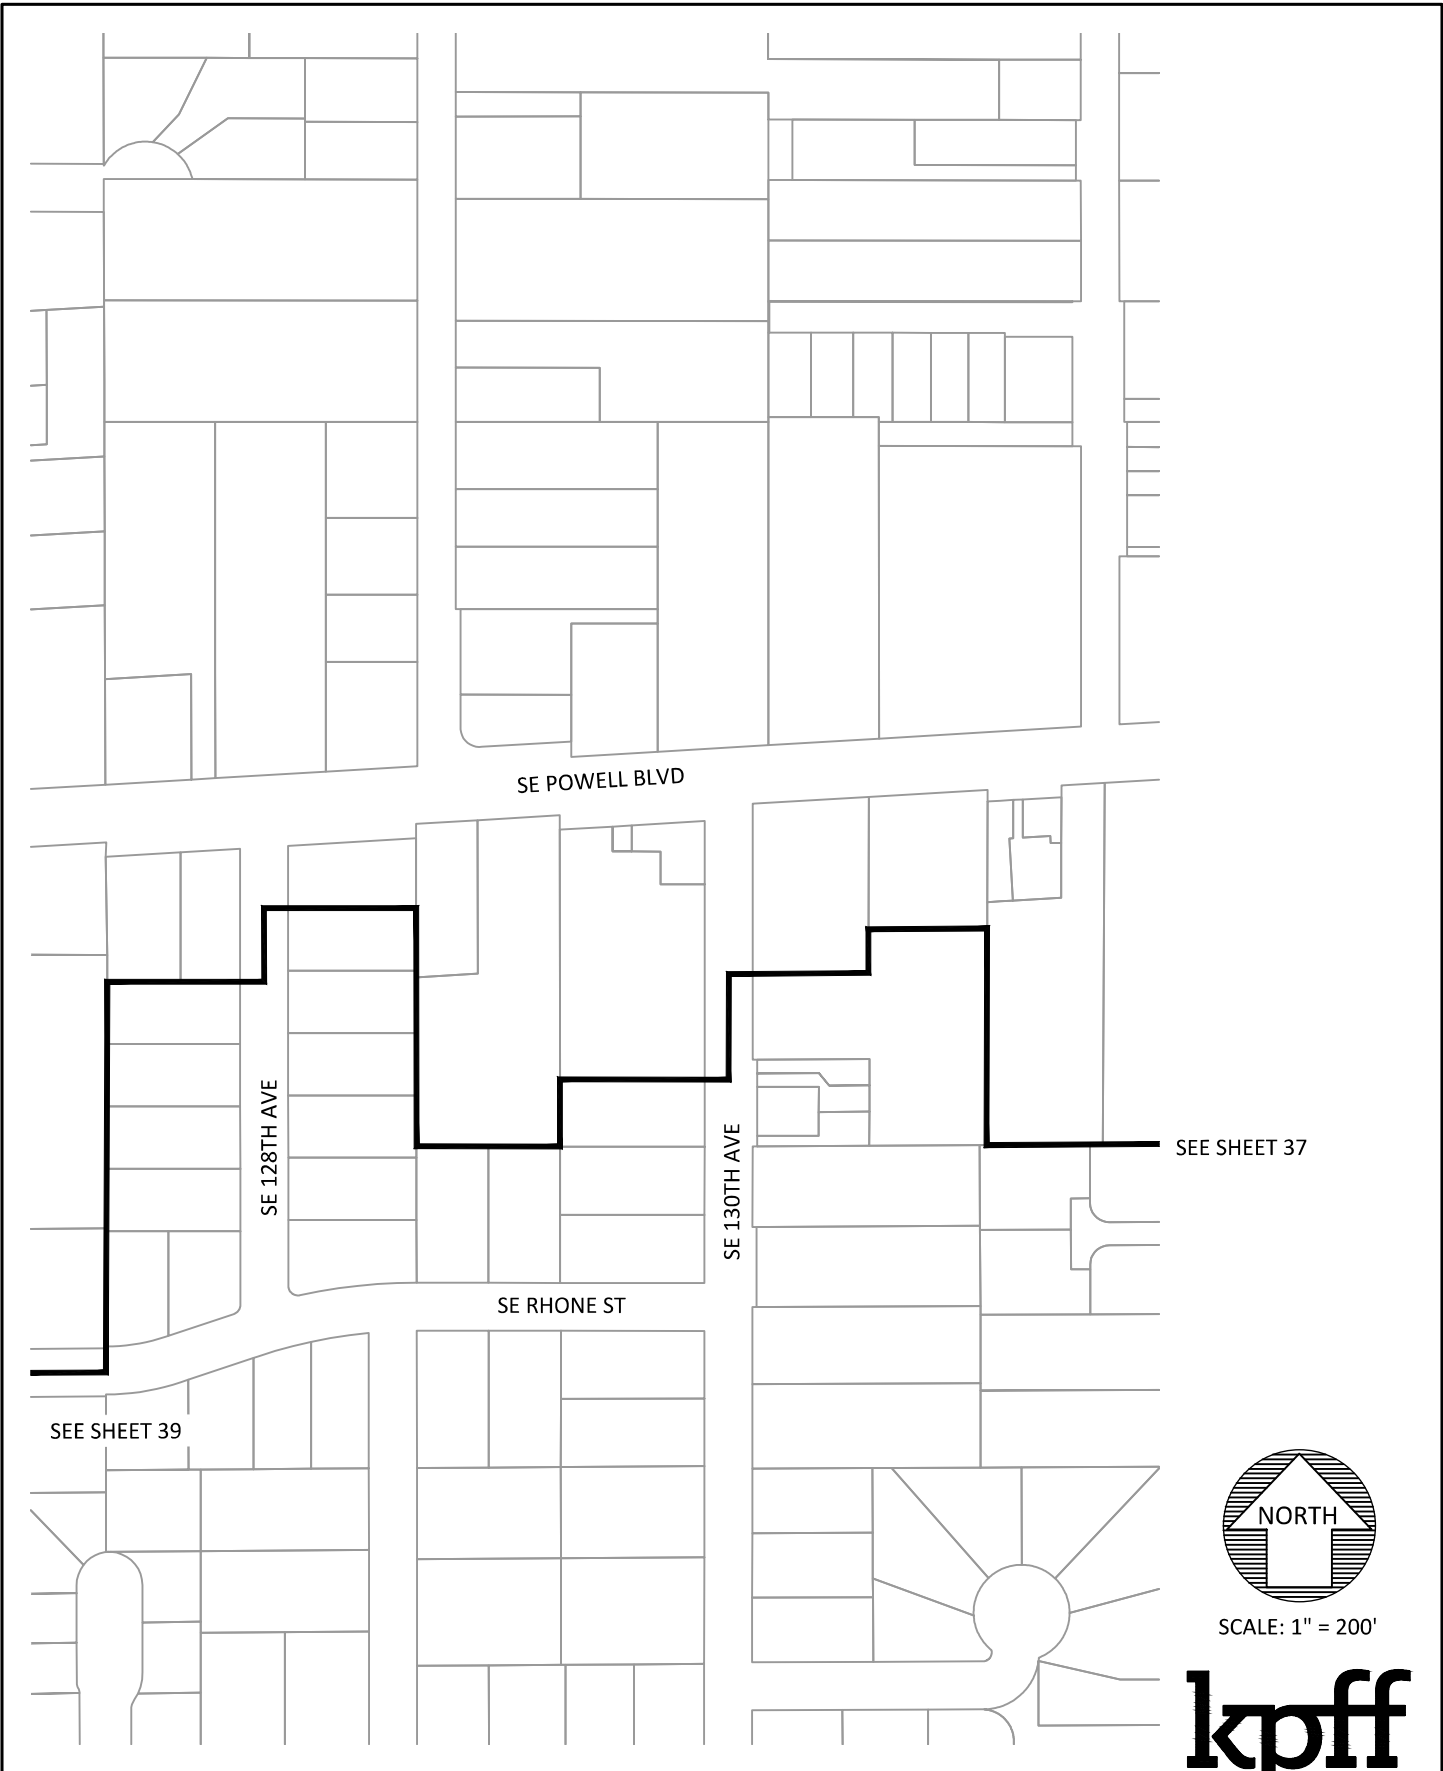 SE POWELL BLVD
SE 128TH AVE
SE 130TH AVE
SEE SHEET 37
SE RHONE ST
SEE SHEET 39
NORTH
SCALE: 1" = 200'
kpff